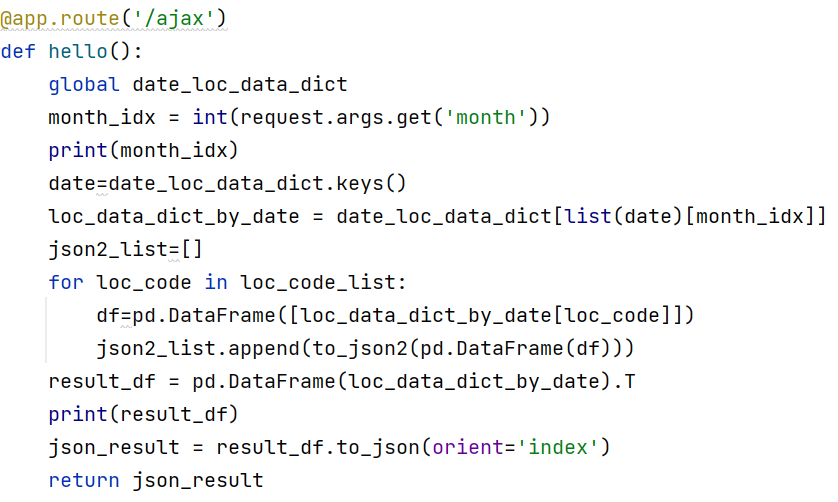 @app.route('/ajax')
def hello():
    global date_loc_data_dict
    month_idx = int(request.args.get('month'))
    print(month_idx)
    date=date_loc_data_dict.keys()
    loc_data_dict_by_date = date_loc_data_dict[list(date)[month_idx]]
    json2_list=[]
    for loc_code in loc_code_list:
        df=pd.DataFrame([loc_data_dict_by_date[loc_code]])
        json2_list.append(to_json2(pd.DataFrame(df)))
    result_df = pd.DataFrame(loc_data_dict_by_date).T
    print(result_df)
    json_result = result_df.to_json(orient='index')
    return json_result